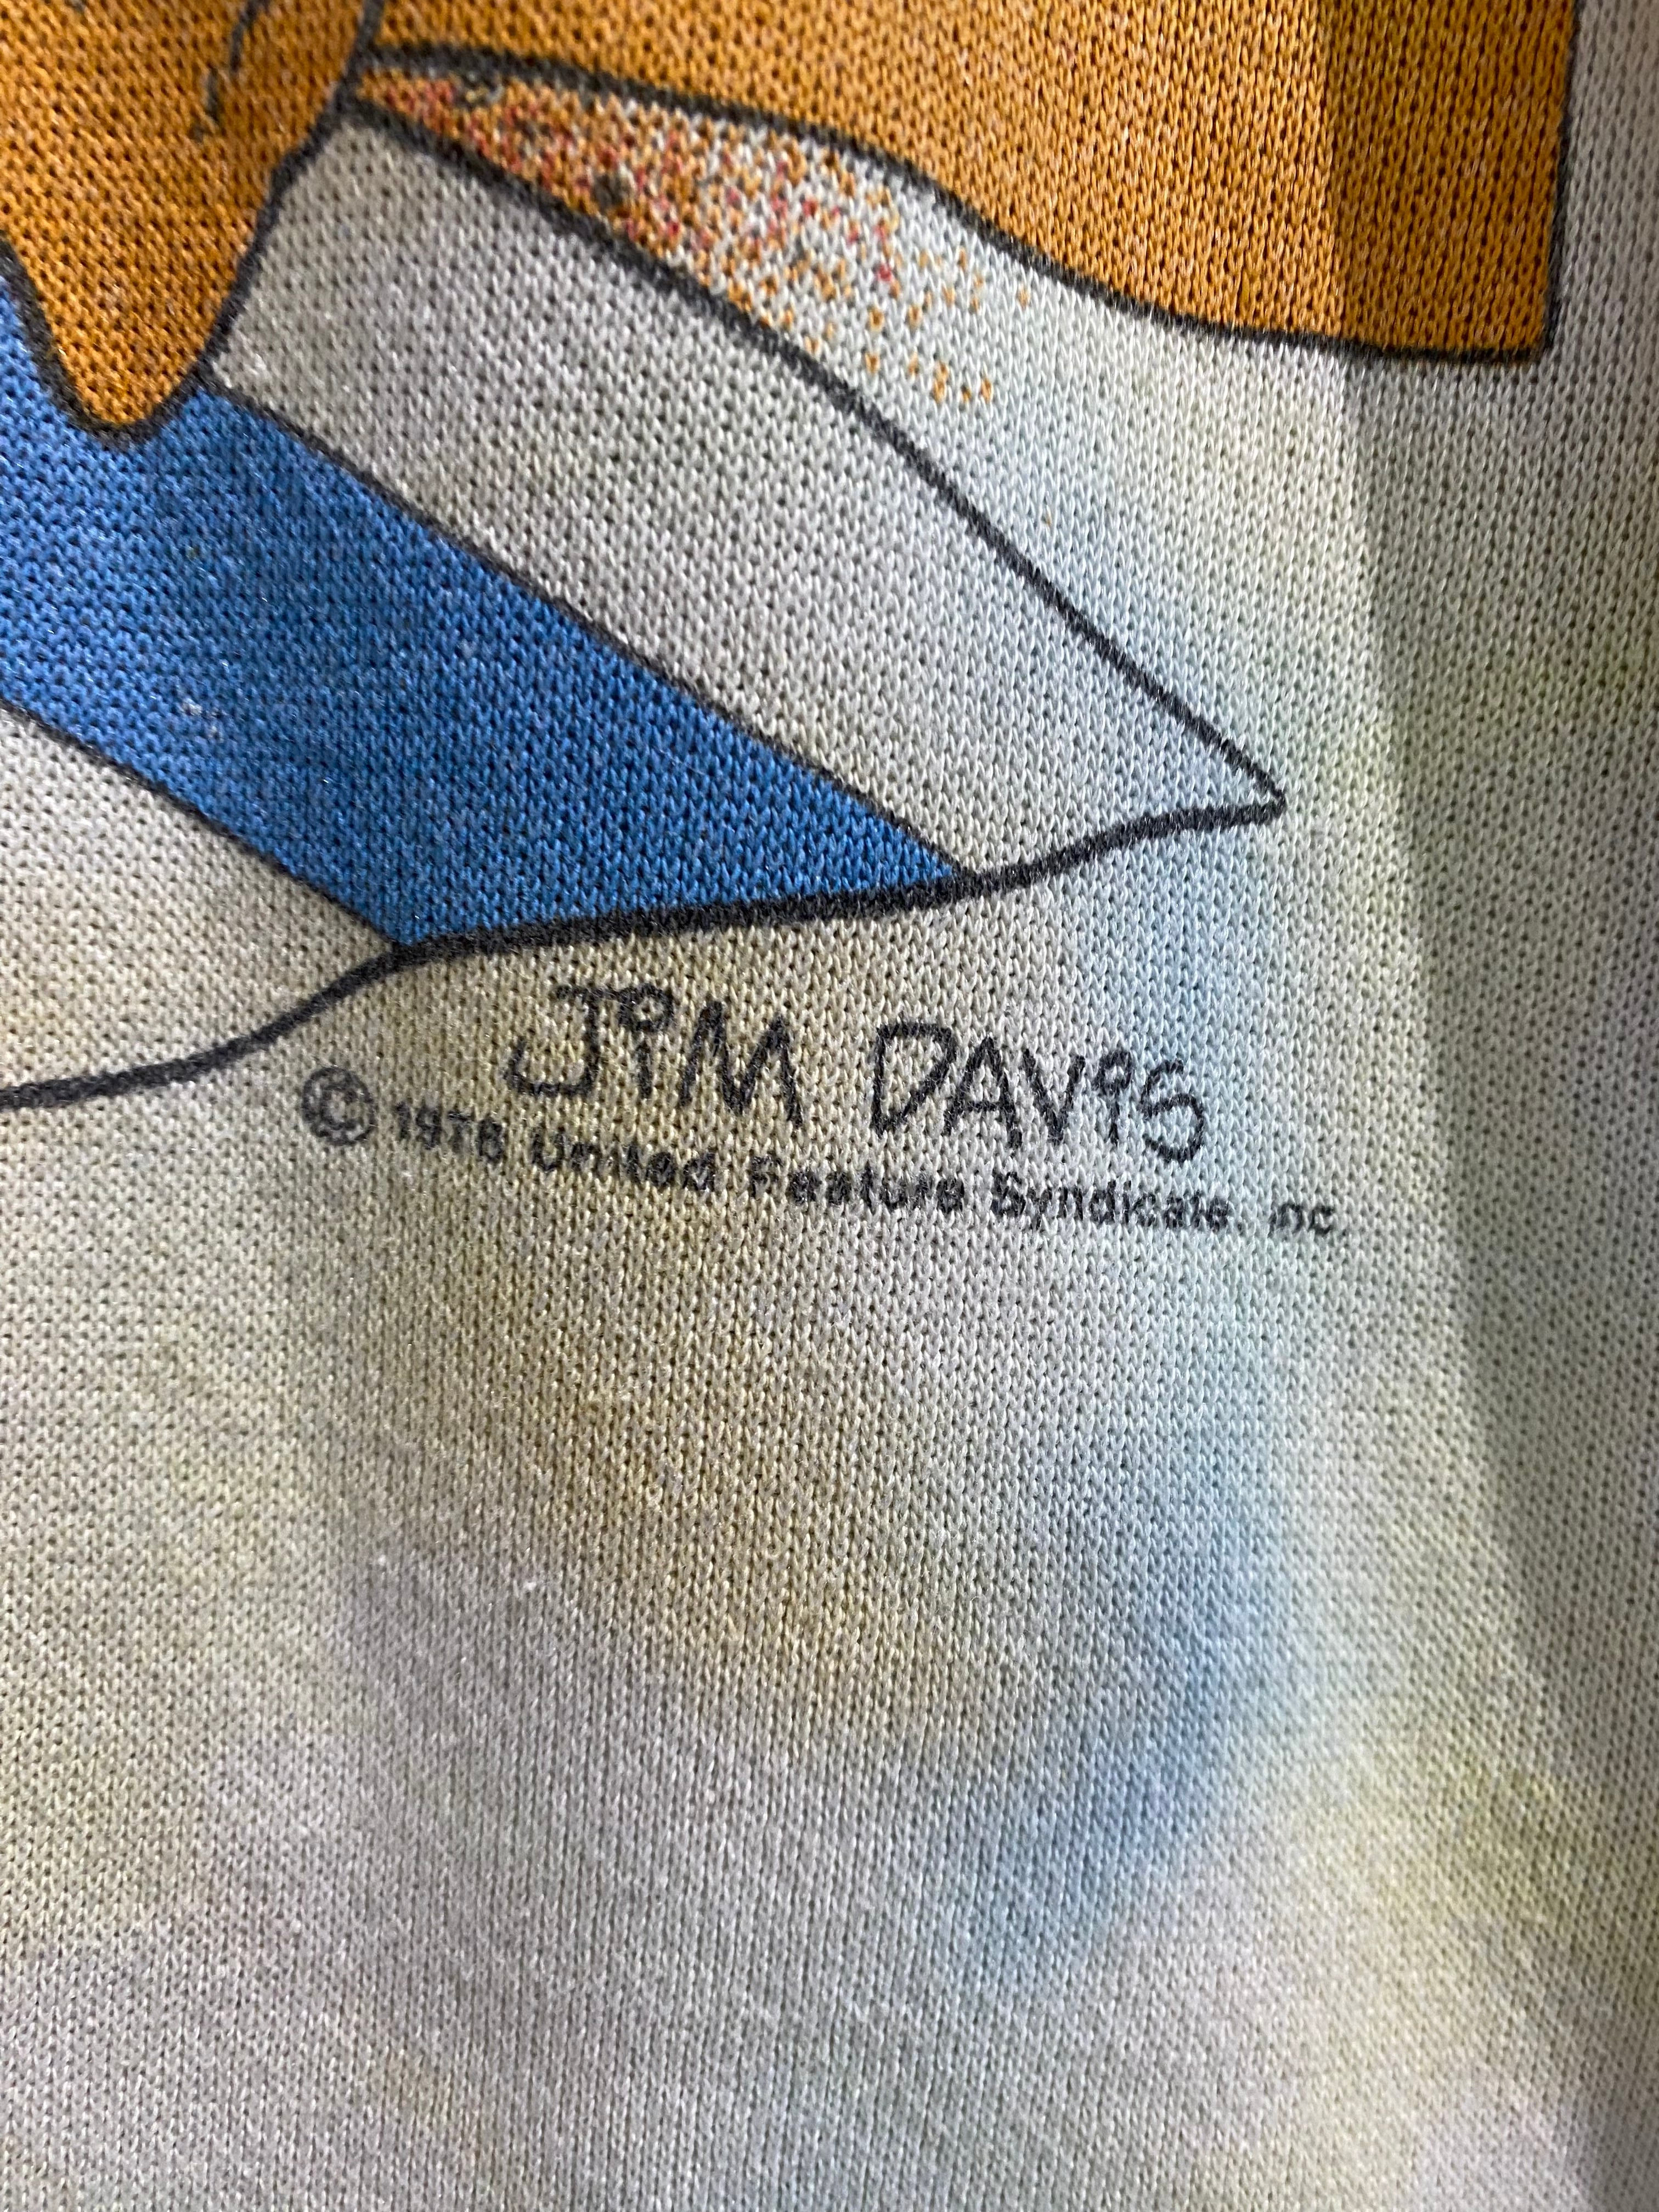 JiM DAViS
© 1978 United Feature Syndicate, Inc.